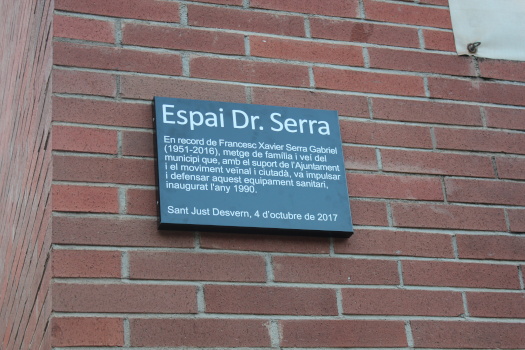 Espai Dr. Serra
En record de Francesc Xavier Serra Gabriel
(1951-2016), metge de família i veí del
municipi que, amb el suport de l'Ajuntament
i el moviment veïnal i ciutadà, va impulsar
i defensar aquest equipament sanitari,
inaugurat l'any 1990.
Sant Just Desvern, 4 d'octubre de 2017